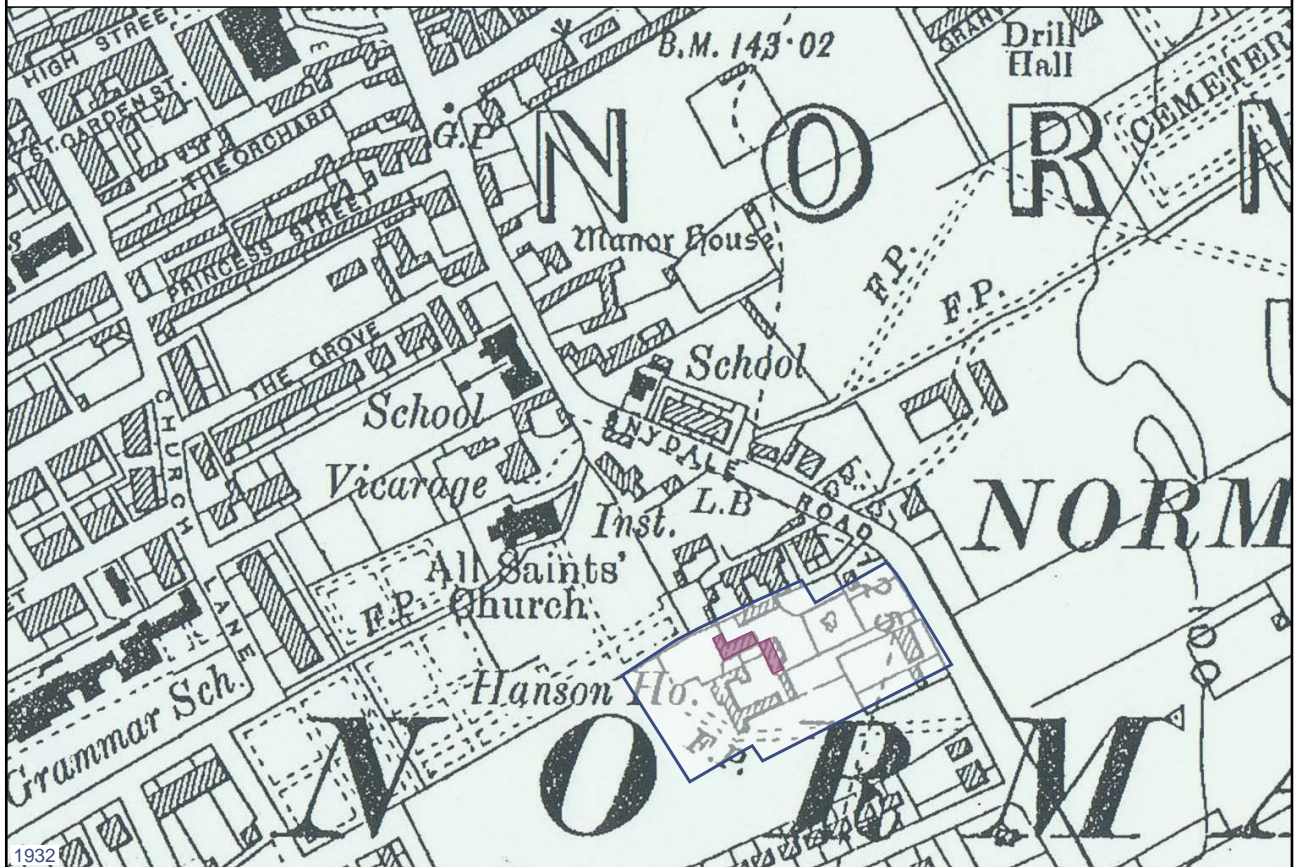 HIGH STREET
GARDEN ST.
THE ORCHARD
PRINCESS STREET
G.P
B.M. 143·02
Drill
Hall
CEMETER
N O R N
Manor House
F.P.
F.P.
THE GROVE
School
School
CHURCH
LANE
Vicarage
SNYDALE
ROAD
L.B
Inst.
NORM
All Saints'
Church
F.P.
Hanson Ho.
Grammar Sch.
F.P.
N O R M
1932